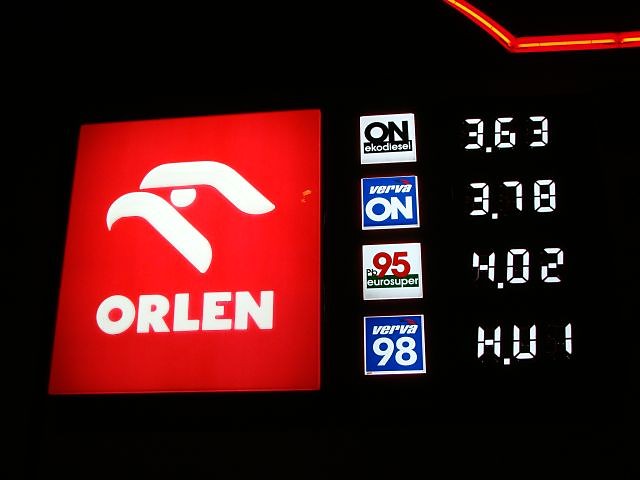 ORLEN
ON
ekodiesel
3.63
verva
ON
3.78
Pb 95
eurosuper
4.02
verva
98